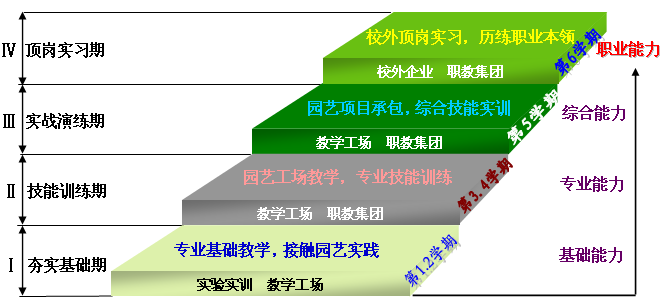 Ⅳ 顶岗实习期
校外顶岗实习，历练职业本领
校外企业 职教集团
第6学期
职业能力
Ⅲ 实战演练期
园艺项目承包，综合技能实训
教学工场 职教集团
第5学期
综合能力
Ⅱ 技能训练期
园艺工场教学，专业技能训练
教学工场 职教集团
第3.4学期
专业能力
Ⅰ 夯实基础期
专业基础教学，接触园艺实践
实验实训 教学工场
第1.2学期
基础能力